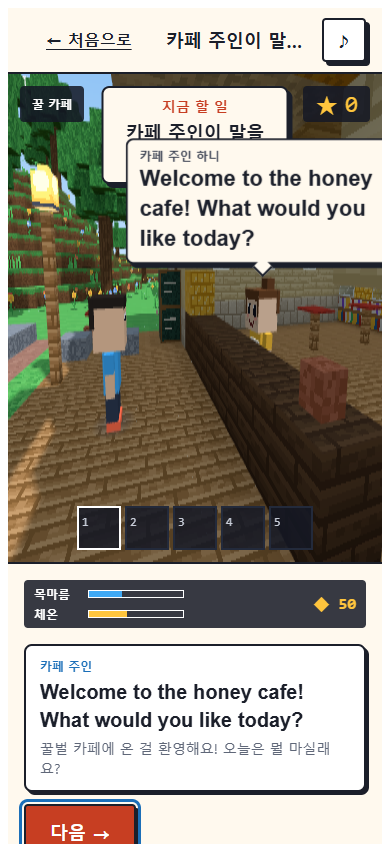 ← 처음으로
카페 주인이 말...
♪
꿀 카페
지금 할 일
카페 주인이 말을
★ 0
카페 주인 하니
Welcome to the honey
cafe! What would you
like today?
1
2
3
4
5
목마름
체온
◆ 50
카페 주인
Welcome to the honey cafe!
What would you like today?
꿀벌 카페에 온 걸 환영해요! 오늘은 뭘 마실래
요?
다음 →